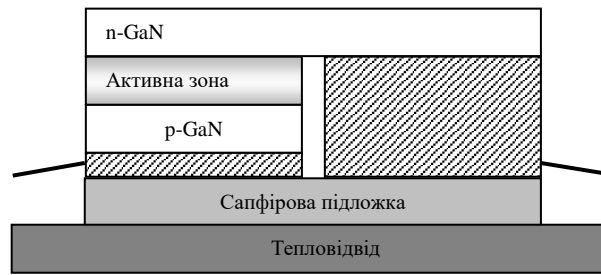 n-GaN
Активна зона
p-GaN
Сапфірова підложка
Тепловідвід